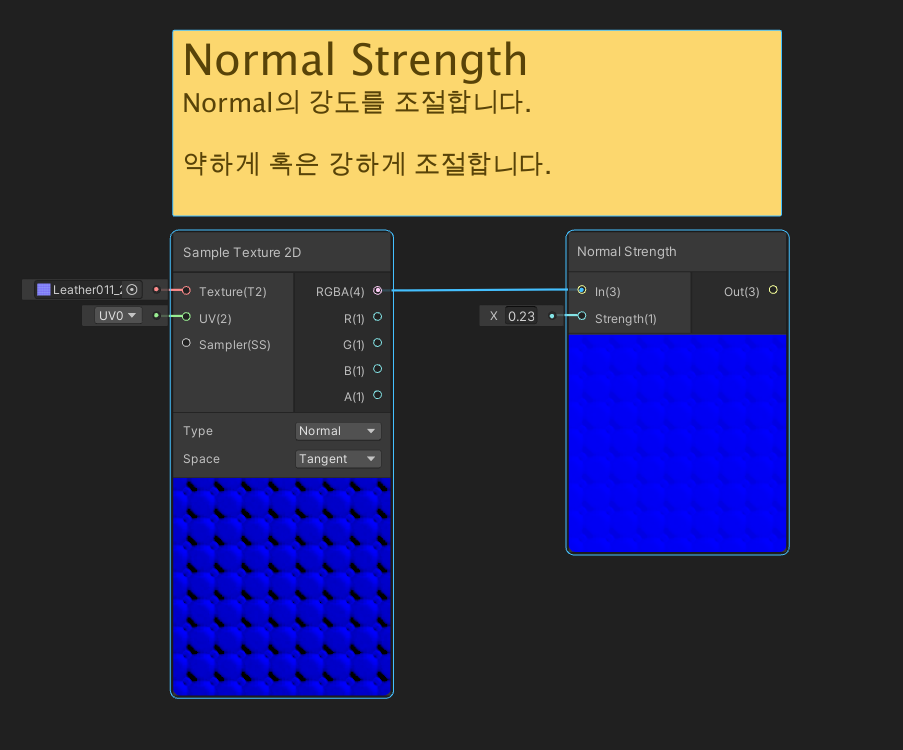 Normal Strength
Normal의 강도를 조절합니다.
약하게 혹은 강하게 조절합니다.
Sample Texture 2D
Leather011_
Texture(T2)
RGBA(4)
UV0
UV(2)
R(1)
Sampler(SS)
G(1)
B(1)
A(1)
Type
Normal
Space
Tangent
Normal Strength
In(3)
Out(3)
X 0.23
Strength(1)